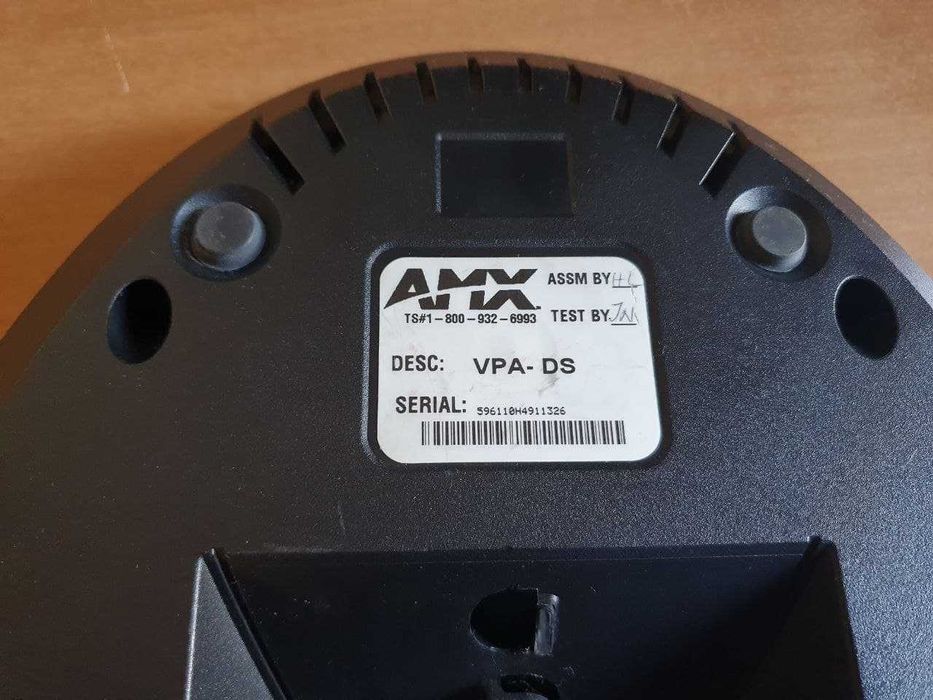 AMX
ASSM BY
TS#1-800-932-6993
TEST BY
DESC: VPA- DS
SERIAL: 596110H4911326